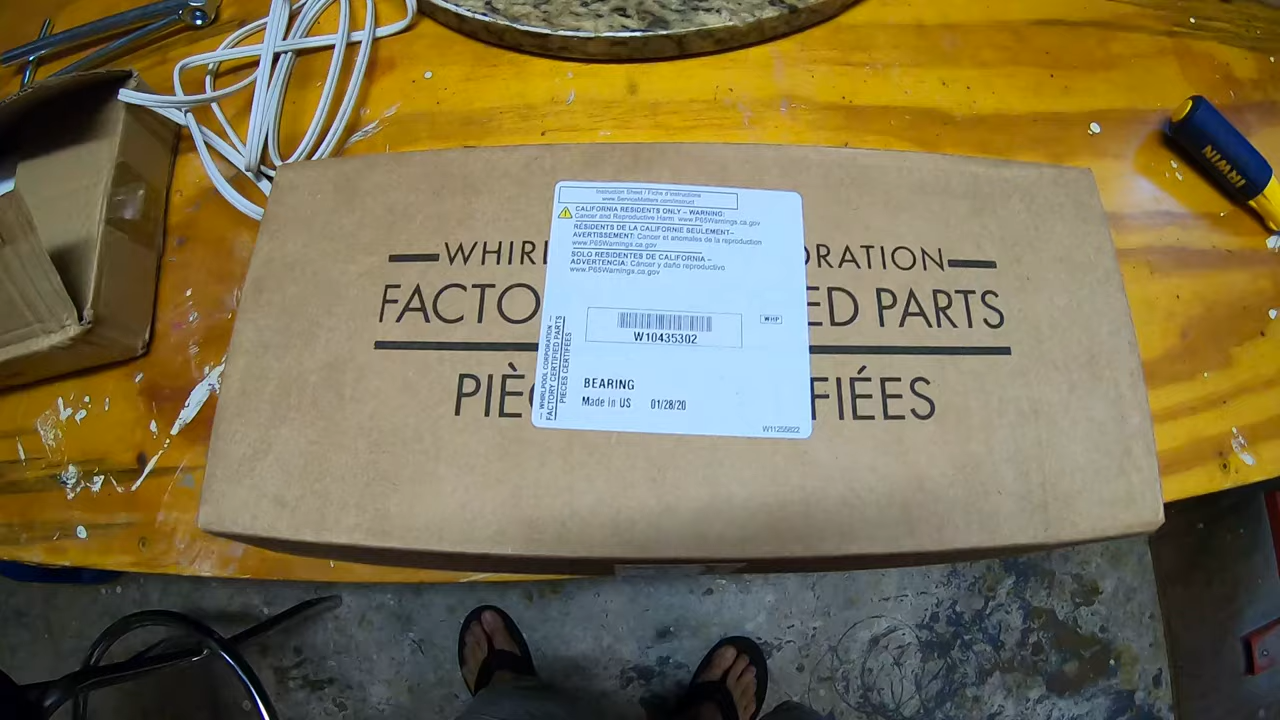 Instruction Sheet / Fiche d'instructions
www.ServiceMatters.com/instruct
CALIFORNIA RESIDENTS ONLY – WARNING:
Cancer and Reproductive Harm www.P65Warnings.ca.gov
RÉSIDENTS DE LA CALIFORNIE SEULEMENT–
AVERTISSEMENT: Cancer et anomalies de la reproduction
www.P65Warnings.ca.gov
SOLO RESIDENTES DE CALIFORNIA –
ADVERTENCIA: Cáncer y daño reproductivo
www.P65Warnings.ca.gov
WHIRL
ORATION
FACTO
ED PARTS
PIÈC
FIÉES
W10435302
WHP
BEARING
Made in US 01/28/20
W11255822
— WHIRLPOOL CORPORATION —
FACTORY CERTIFIED PARTS
PIECES CERTIFIEES
IRWIN